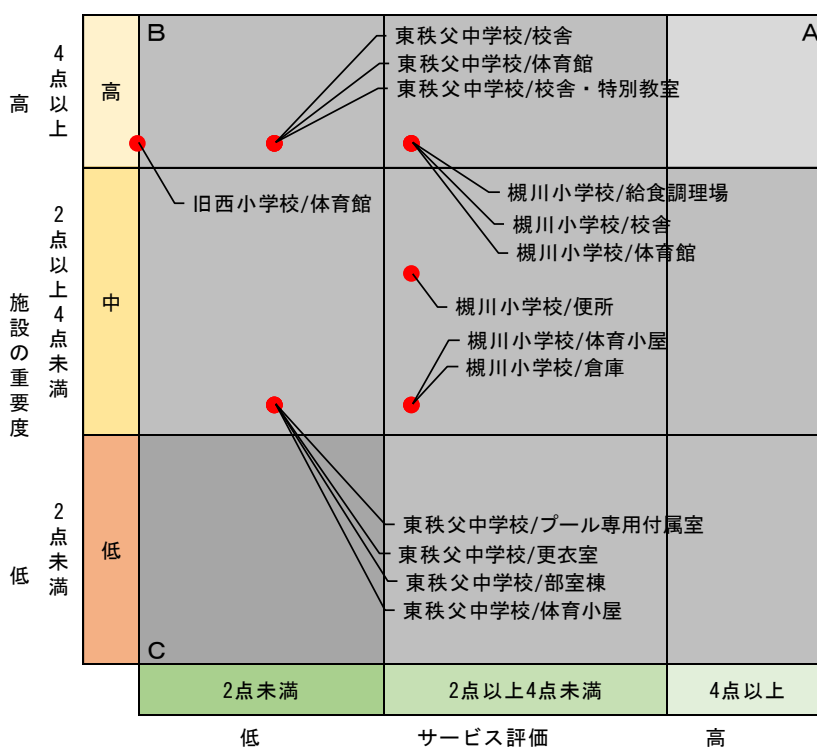 B
A
東秩父中学校/校舎
東秩父中学校/体育館
東秩父中学校/校舎・特別教室
高
4点以上
高
旧西小学校/体育館
槻川小学校/給食調理場
槻川小学校/校舎
槻川小学校/体育館
施設の重要度
2点以上4点未満
中
槻川小学校/便所
槻川小学校/体育小屋
槻川小学校/倉庫
低
2点未満
低
東秩父中学校/プール専用付属室
東秩父中学校/更衣室
東秩父中学校/部室棟
東秩父中学校/体育小屋
C
2点未満
2点以上4点未満
4点以上
低
サービス評価
高